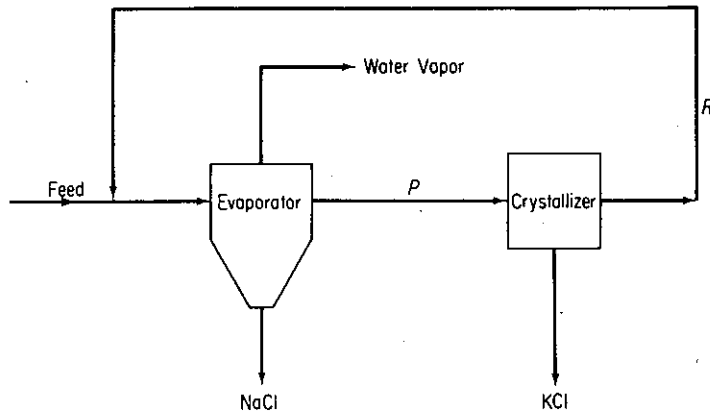 Water Vapor
R
Feed
Evaporator
P
Crystallizer
NaCl
KCl